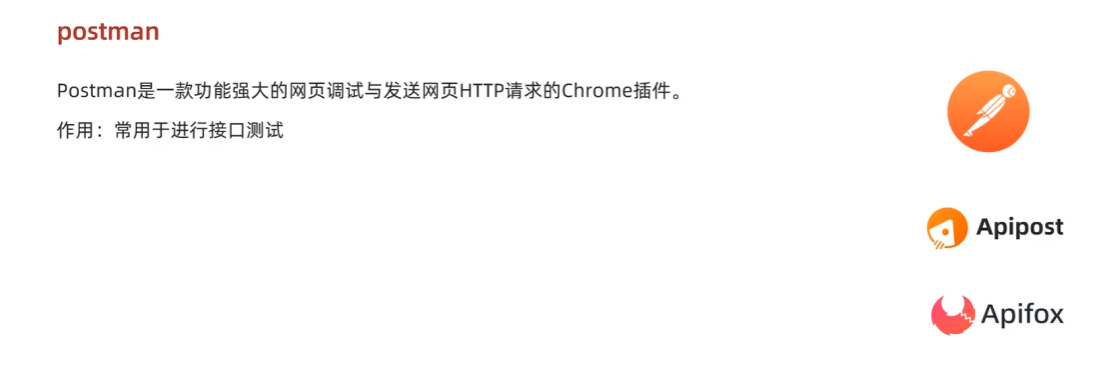 postman
Postman是一款功能强大的网页调试与发送网页HTTP请求的Chrome插件。
作用：常用于进行接口测试
Apipost
Apifox